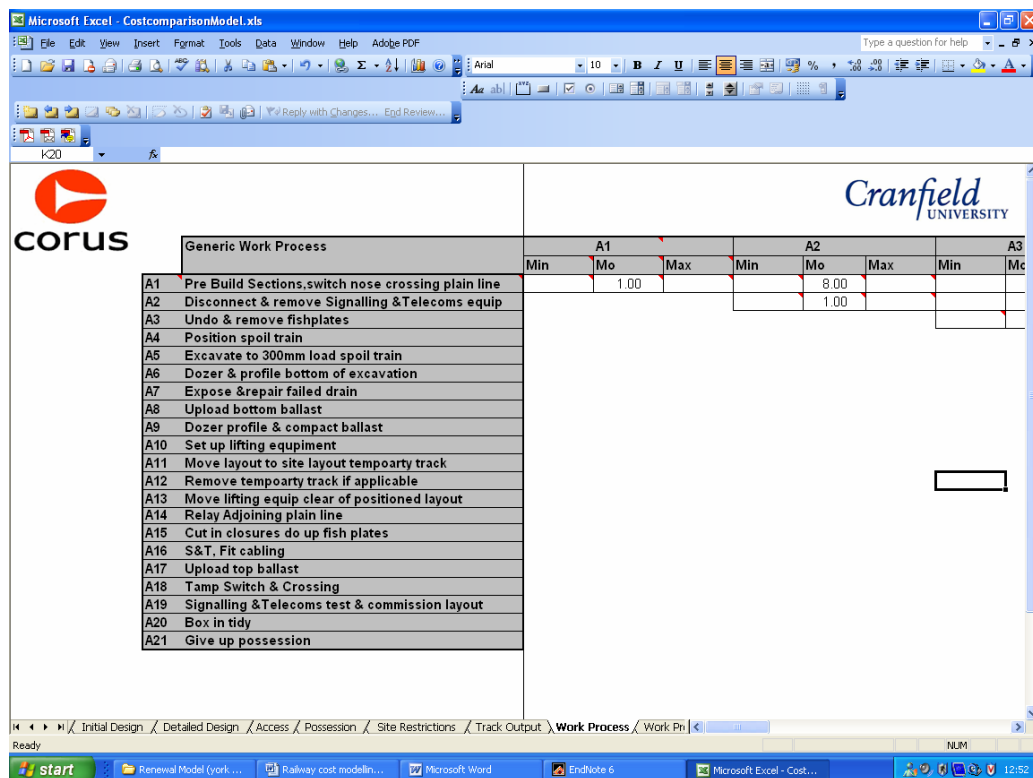 Microsoft Excel - CostcomparisonModel.xls
File Edit View Insert Format Tools Data Window Help Adobe PDF Type a question for help
Arial 10 B I U
Reply with Changes... End Review...
K20 fx
corus
Cranfield
UNIVERSITY
Generic Work Process A1 A2 A3
Min Mo Max Min Mo Max Min Mo
A1 Pre Build Sections,switch nose crossing plain line 1.00 8.00
A2 Disconnect & remove Signalling &Telecoms equip 1.00
A3 Undo & remove fishplates
A4 Position spoil train
A5 Excavate to 300mm load spoil train
A6 Dozer & profile bottom of excavation
A7 Expose &repair failed drain
A8 Upload bottom ballast
A9 Dozer profile & compact ballast
A10 Set up lifting equpiment
A11 Move layout to site layout tempoarty track
A12 Remove tempoarty track if applicable
A13 Move lifting equip clear of positioned layout
A14 Relay Adjoining plain line
A15 Cut in closures do up fish plates
A16 S&T, Fit cabling
A17 Upload top ballast
A18 Tamp Switch & Crossing
A19 Signalling &Telecoms test & commission layout
A20 Box in tidy
A21 Give up possession
Initial Design / Detailed Design / Access / Possession / Site Restrictions / Track Output \ Work Process / Work Pr
Ready NUM
start Renewal Model (york ... Railway cost modellin... Microsoft Word EndNote 6 Microsoft Excel - Cost... 12:52